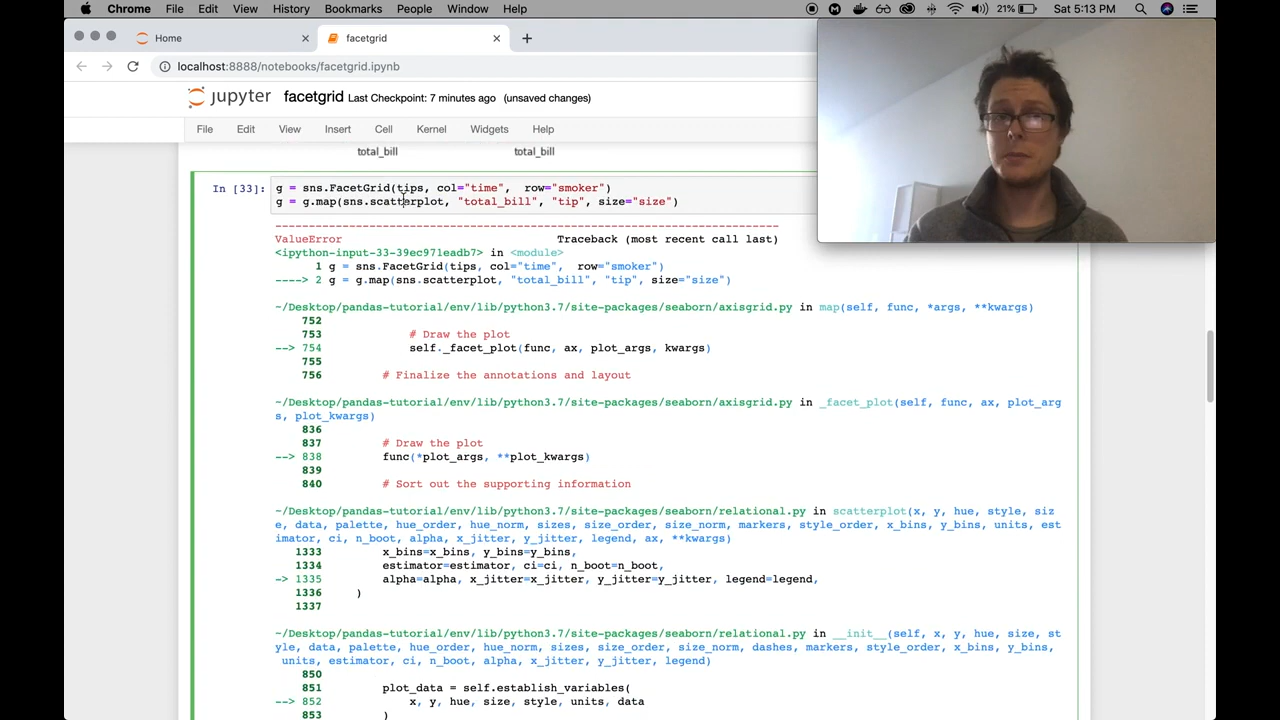 Chrome File Edit View History Bookmarks People Window Help 21% Sat 5:13 PM
Home facetgrid
localhost:8888/notebooks/facetgrid.ipynb
jupyter facetgrid Last Checkpoint: 7 minutes ago (unsaved changes)
File Edit View Insert Cell Kernel Widgets Help
total_bill total_bill
In [33]: g = sns.FacetGrid(tips, col="time", row="smoker")
g = g.map(sns.scatterplot, "total_bill", "tip", size="size")
---------------------------------------------------------------------------
ValueError Traceback (most recent call last)
<ipython-input-33-39ec971eadb7> in <module>
1 g = sns.FacetGrid(tips, col="time", row="smoker")
----> 2 g = g.map(sns.scatterplot, "total_bill", "tip", size="size")
~/Desktop/pandas-tutorial/env/lib/python3.7/site-packages/seaborn/axisgrid.py in map(self, func, *args, **kwargs)
752
753 # Draw the plot
--> 754 self._facet_plot(func, ax, plot_args, kwargs)
755
756 # Finalize the annotations and layout
~/Desktop/pandas-tutorial/env/lib/python3.7/site-packages/seaborn/axisgrid.py in _facet_plot(self, func, ax, plot_arg
s, plot_kwargs)
836
837 # Draw the plot
--> 838 func(*plot_args, **plot_kwargs)
839
840 # Sort out the supporting information
~/Desktop/pandas-tutorial/env/lib/python3.7/site-packages/seaborn/relational.py in scatterplot(x, y, hue, style, siz
e, data, palette, hue_order, hue_norm, sizes, size_order, size_norm, markers, style_order, x_bins, y_bins, units, est
imator, ci, n_boot, alpha, x_jitter, y_jitter, legend, ax, **kwargs)
1333 x_bins=x_bins, y_bins=y_bins,
1334 estimator=estimator, ci=ci, n_boot=n_boot,
-> 1335 alpha=alpha, x_jitter=x_jitter, y_jitter=y_jitter, legend=legend,
1336 )
1337
~/Desktop/pandas-tutorial/env/lib/python3.7/site-packages/seaborn/relational.py in __init__(self, x, y, hue, size, st
yle, data, palette, hue_order, hue_norm, sizes, size_order, size_norm, dashes, markers, style_order, x_bins, y_bins,
units, estimator, ci, n_boot, alpha, x_jitter, y_jitter, legend)
850
851 plot_data = self.establish_variables(
--> 852 x, y, hue, size, style, units, data
853 )